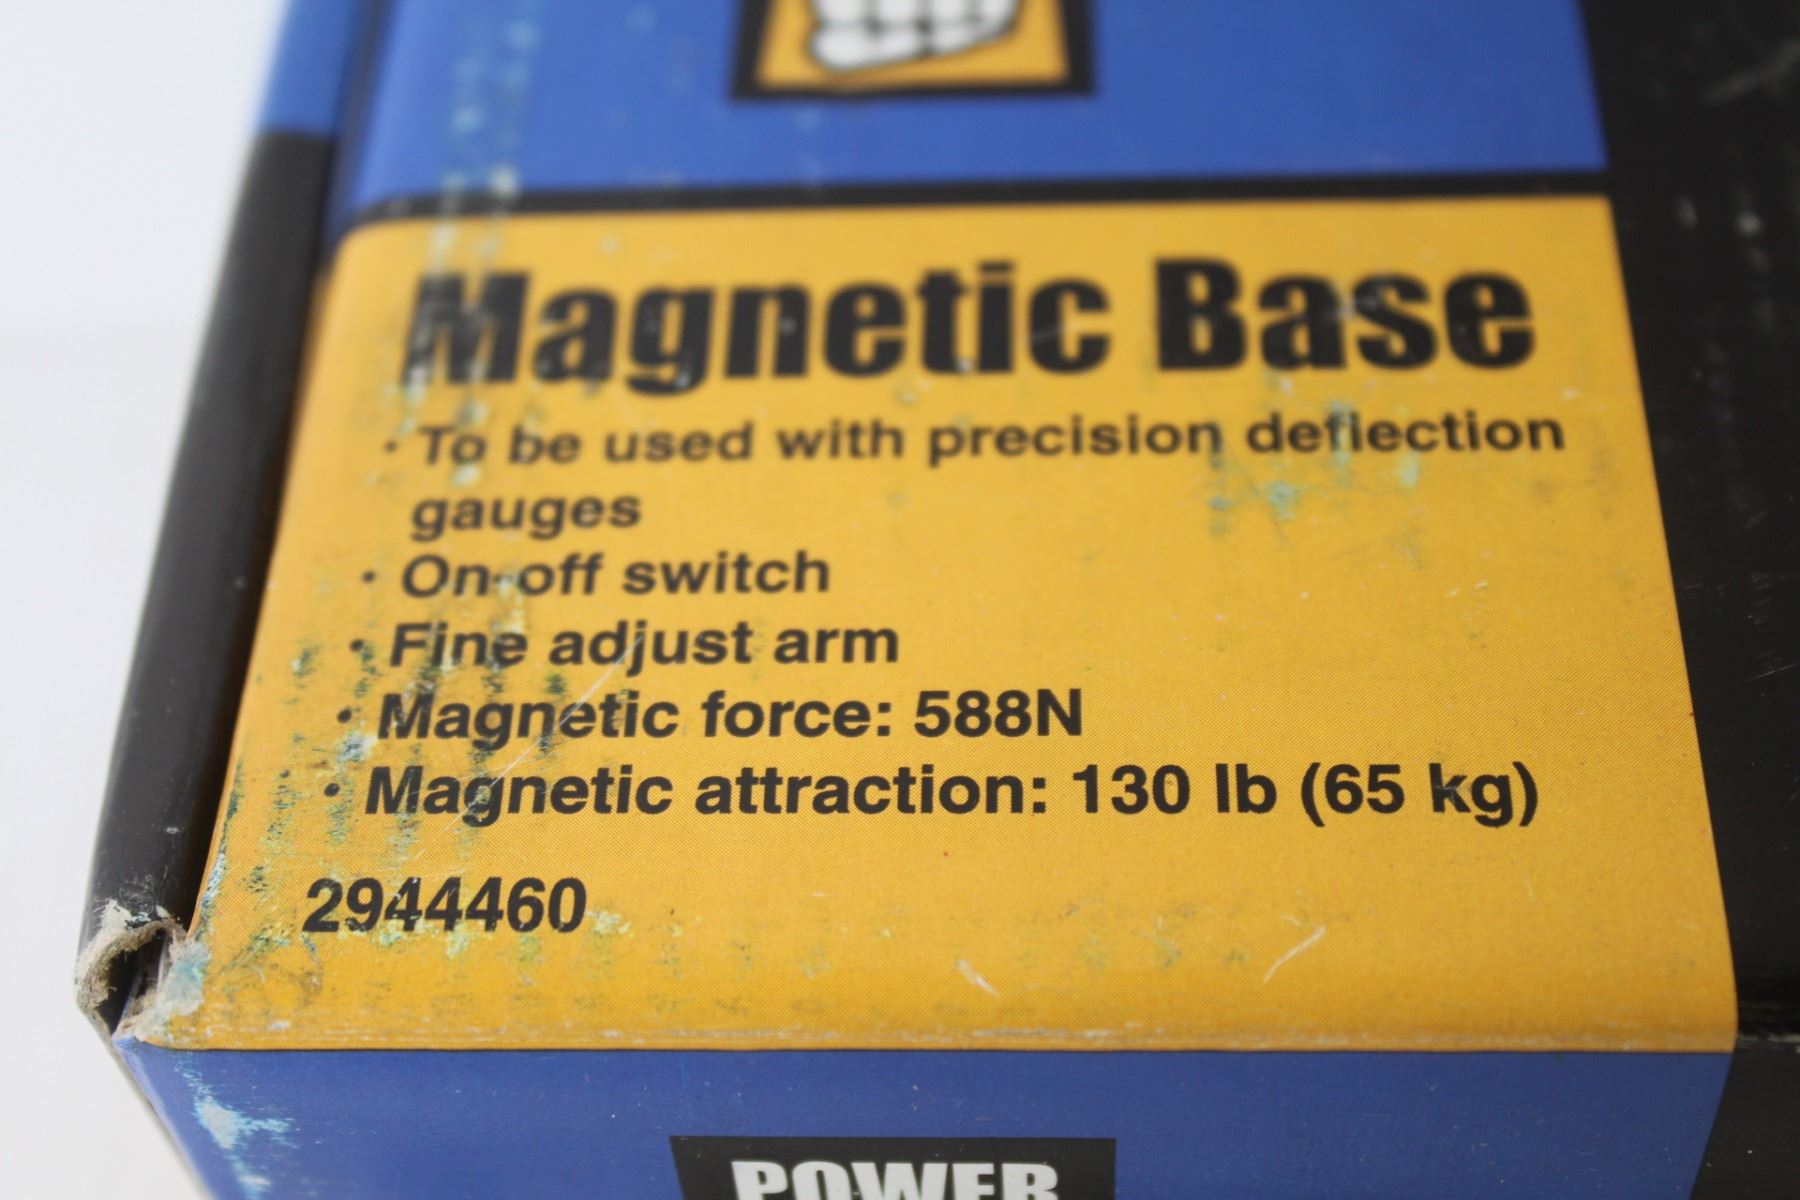 Magnetic Base
· To be used with precision deflection
gauges
· On-off switch
· Fine adjust arm
· Magnetic force: 588N
· Magnetic attraction: 130 lb (65 kg)
2944460
POWER